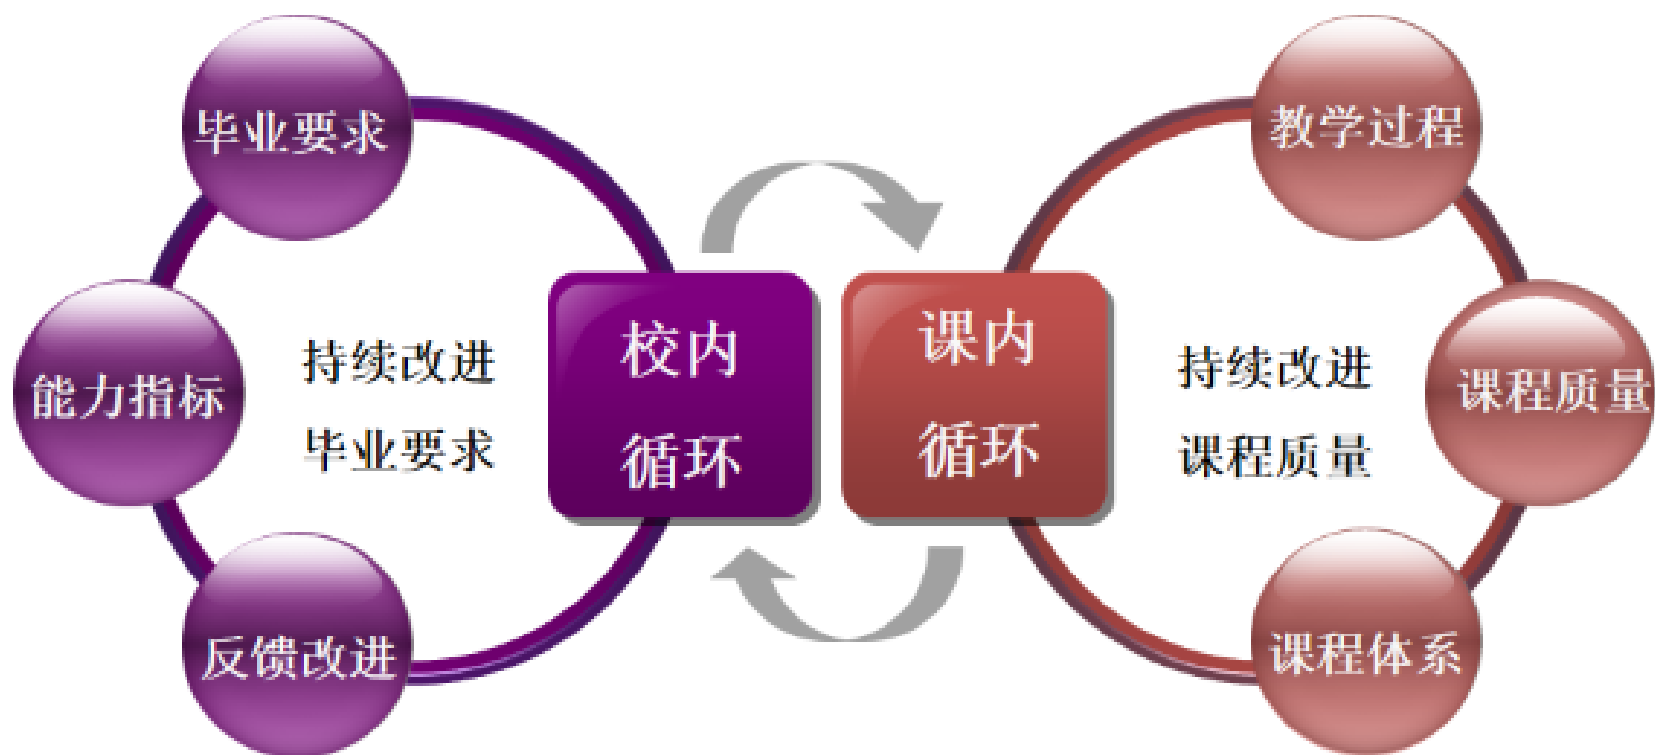 毕业要求
能力指标
反馈改进
持续改进
毕业要求
校内
循环
课内
循环
持续改进
课程质量
教学过程
课程质量
课程体系